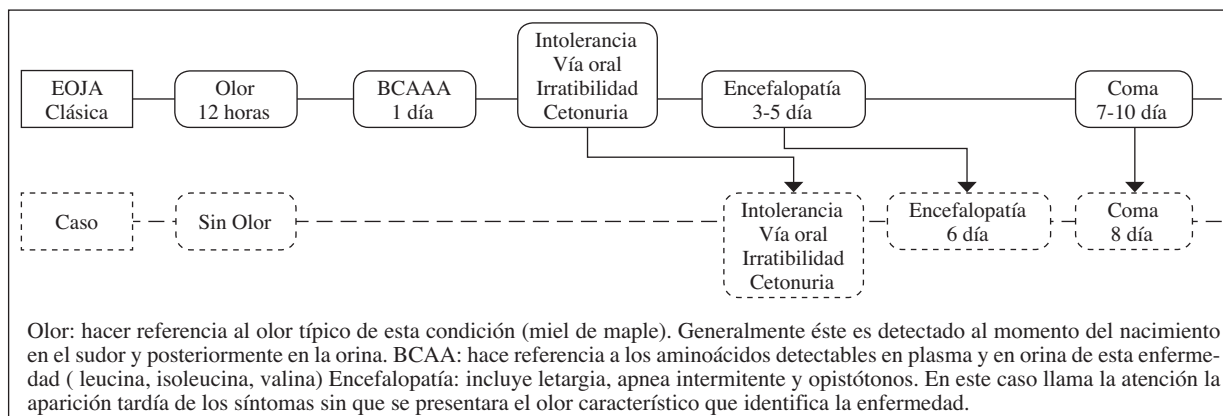 EOJA
Clásica
Olor
12 horas
BCAAA
1 día
Intolerancia
Vía oral
Irratibilidad
Cetonuria
Encefalopatía
3-5 día
Coma
7-10 día
Caso
Sin Olor
Intolerancia
Vía oral
Irratibilidad
Cetonuria
Encefalopatía
6 día
Coma
8 día
Olor: hacer referencia al olor típico de esta condición (miel de maple). Generalmente éste es detectado al momento del nacimiento
en el sudor y posteriormente en la orina. BCAA: hace referencia a los aminoácidos detectables en plasma y en orina de esta enferme-
dad ( leucina, isoleucina, valina) Encefalopatía: incluye letargia, apnea intermitente y opistótonos. En este caso llama la atención la
aparición tardía de los síntomas sin que se presentara el olor característico que identifica la enfermedad.